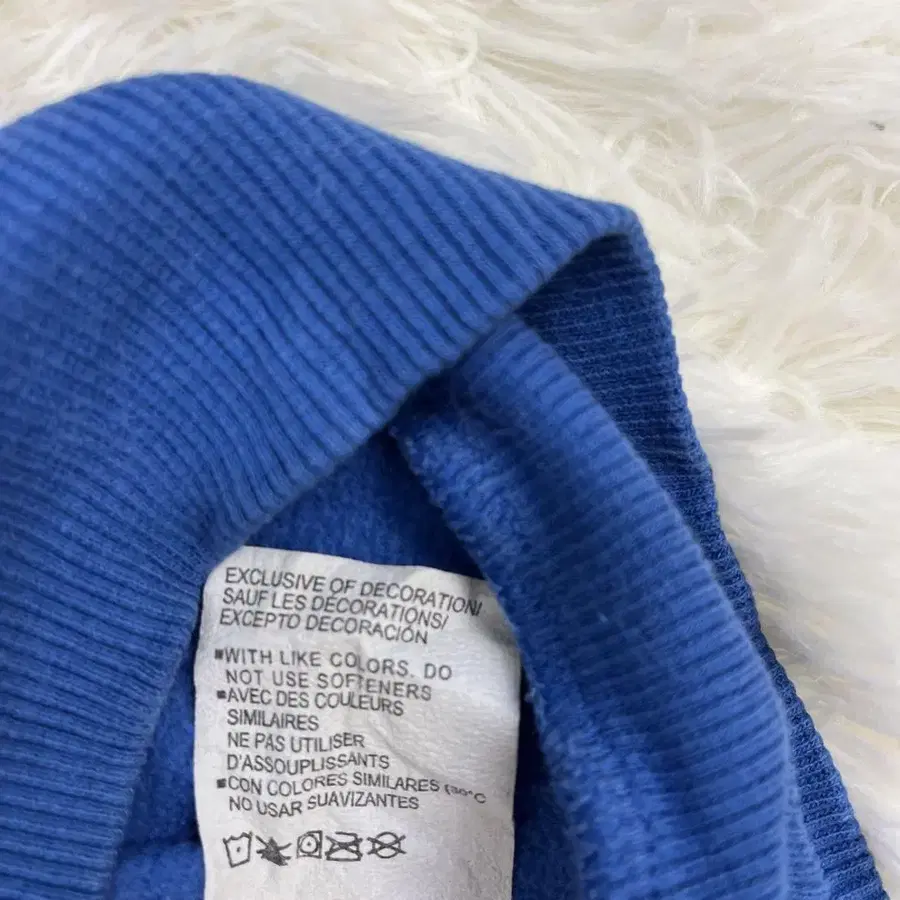 EXCLUSIVE OF DECORATION/
SAUF LES DÉCORATIONS/
EXCEPTO DECORACIÓN
■WITH LIKE COLORS. DO
NOT USE SOFTENERS
■AVEC DES COULEURS
SIMILAIRES
NE PAS UTILISER
D'ASSOUPLISSANTS
■CON COLORES SIMILARES (30°C
NO USAR SUAVIZANTES